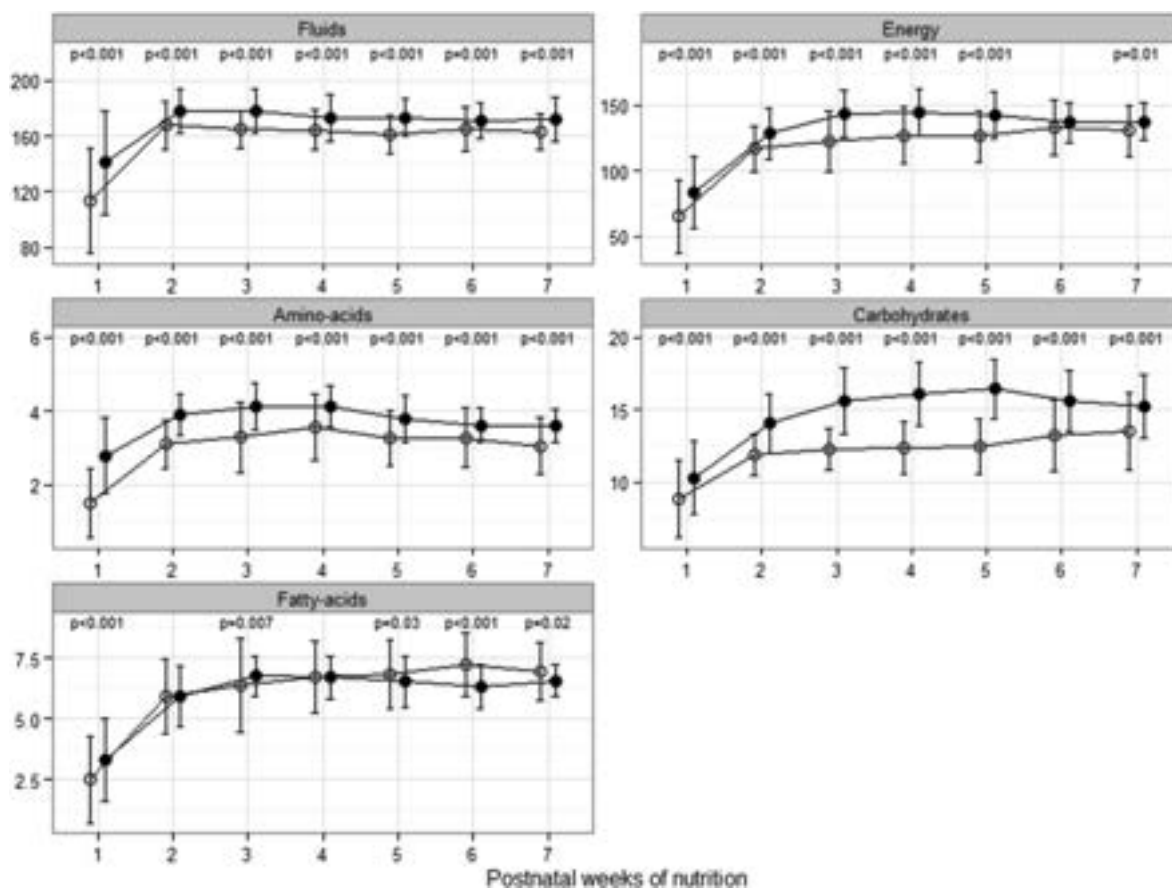 Fluids
p<0.001 p<0.001 p<0.001 p<0.001 p<0.001 p=0.001 p<0.001
200
160
120
80
1 2 3 4 5 6 7
Energy
p<0.001 p<0.001 p<0.001 p<0.001 p<0.001 p=0.01
150
100
50
1 2 3 4 5 6 7
Amino-acids
p<0.001 p<0.001 p<0.001 p<0.001 p<0.001 p<0.001 p<0.001
6
4
2
1 2 3 4 5 6 7
Carbohydrates
p<0.001 p<0.001 p<0.001 p<0.001 p<0.001 p<0.001 p<0.001
20
15
10
1 2 3 4 5 6 7
Fatty-acids
p<0.001 p=0.007 p=0.03 p<0.001 p=0.02
7.5
5.0
2.5
1 2 3 4 5 6 7
Postnatal weeks of nutrition